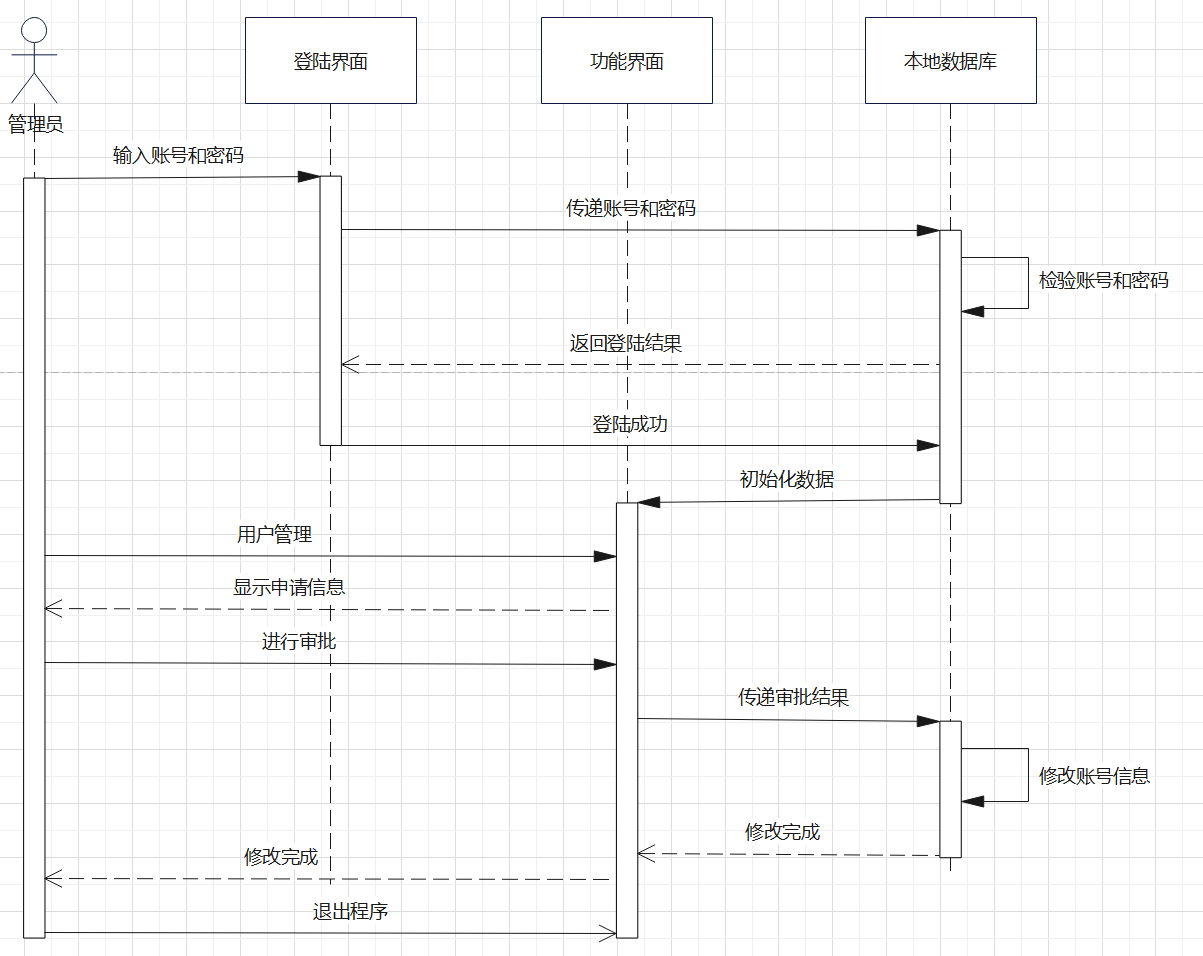 登陆界面
功能界面
本地数据库
管理员
输入账号和密码
传递账号和密码
检验账号和密码
返回登陆结果
登陆成功
初始化数据
用户管理
显示申请信息
进行审批
传递审批结果
修改账号信息
修改完成
修改完成
退出程序